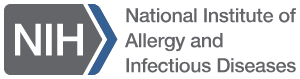 NIH
National Institute of
Allergy and
Infectious Diseases